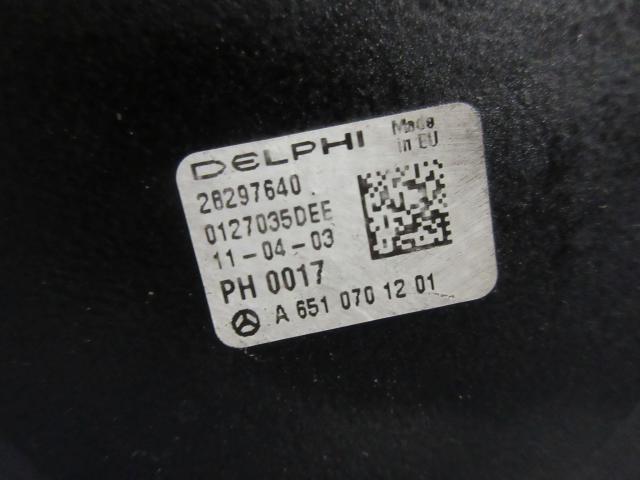 DELPHI
Made
in EU
28297640
0127035DEE
11-04-03
PH 0017
A 651 070 12 01